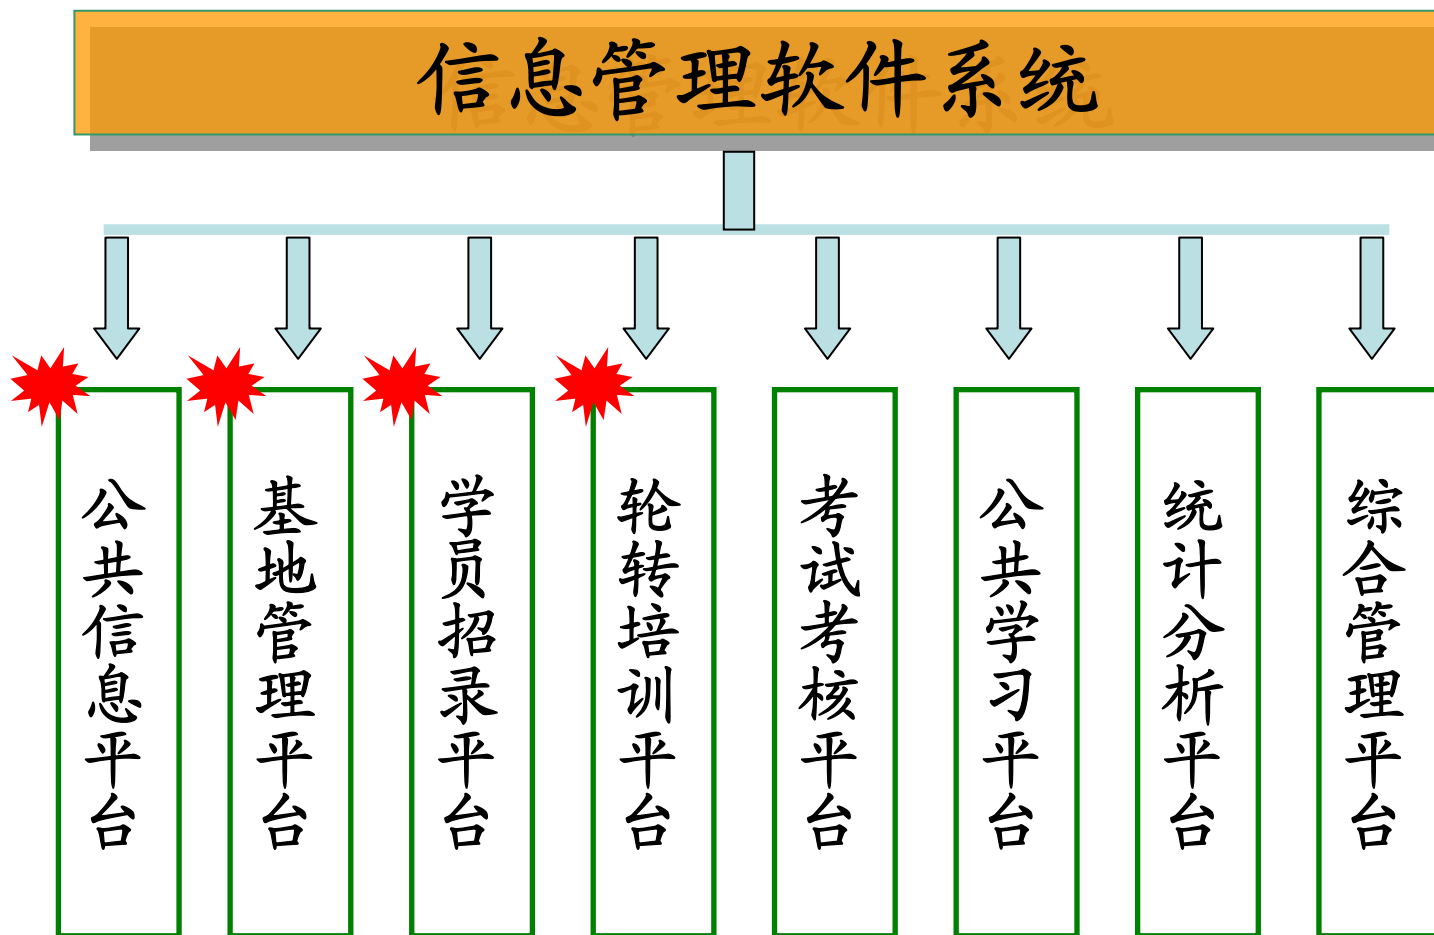 信息管理软件系统
公共信息平台
基地管理平台
学员招录平台
轮转培训平台
考试考核平台
公共学习平台
统计分析平台
综合管理平台